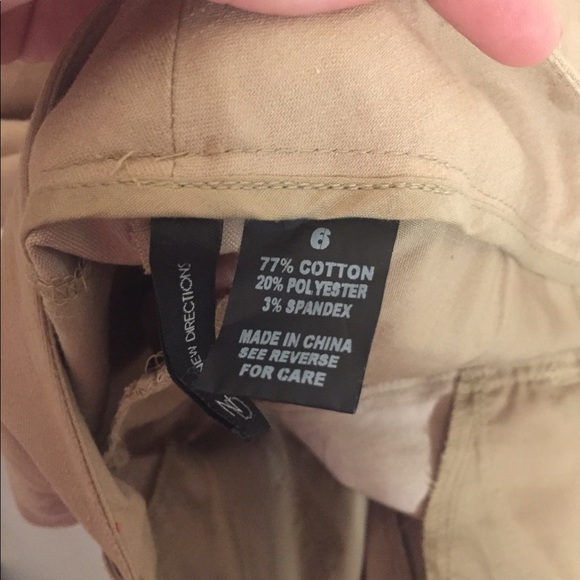 6
77% COTTON
20% POLYESTER
3% SPANDEX
MADE IN CHINA
SEE REVERSE
FOR CARE
NEW DIRECTIONS